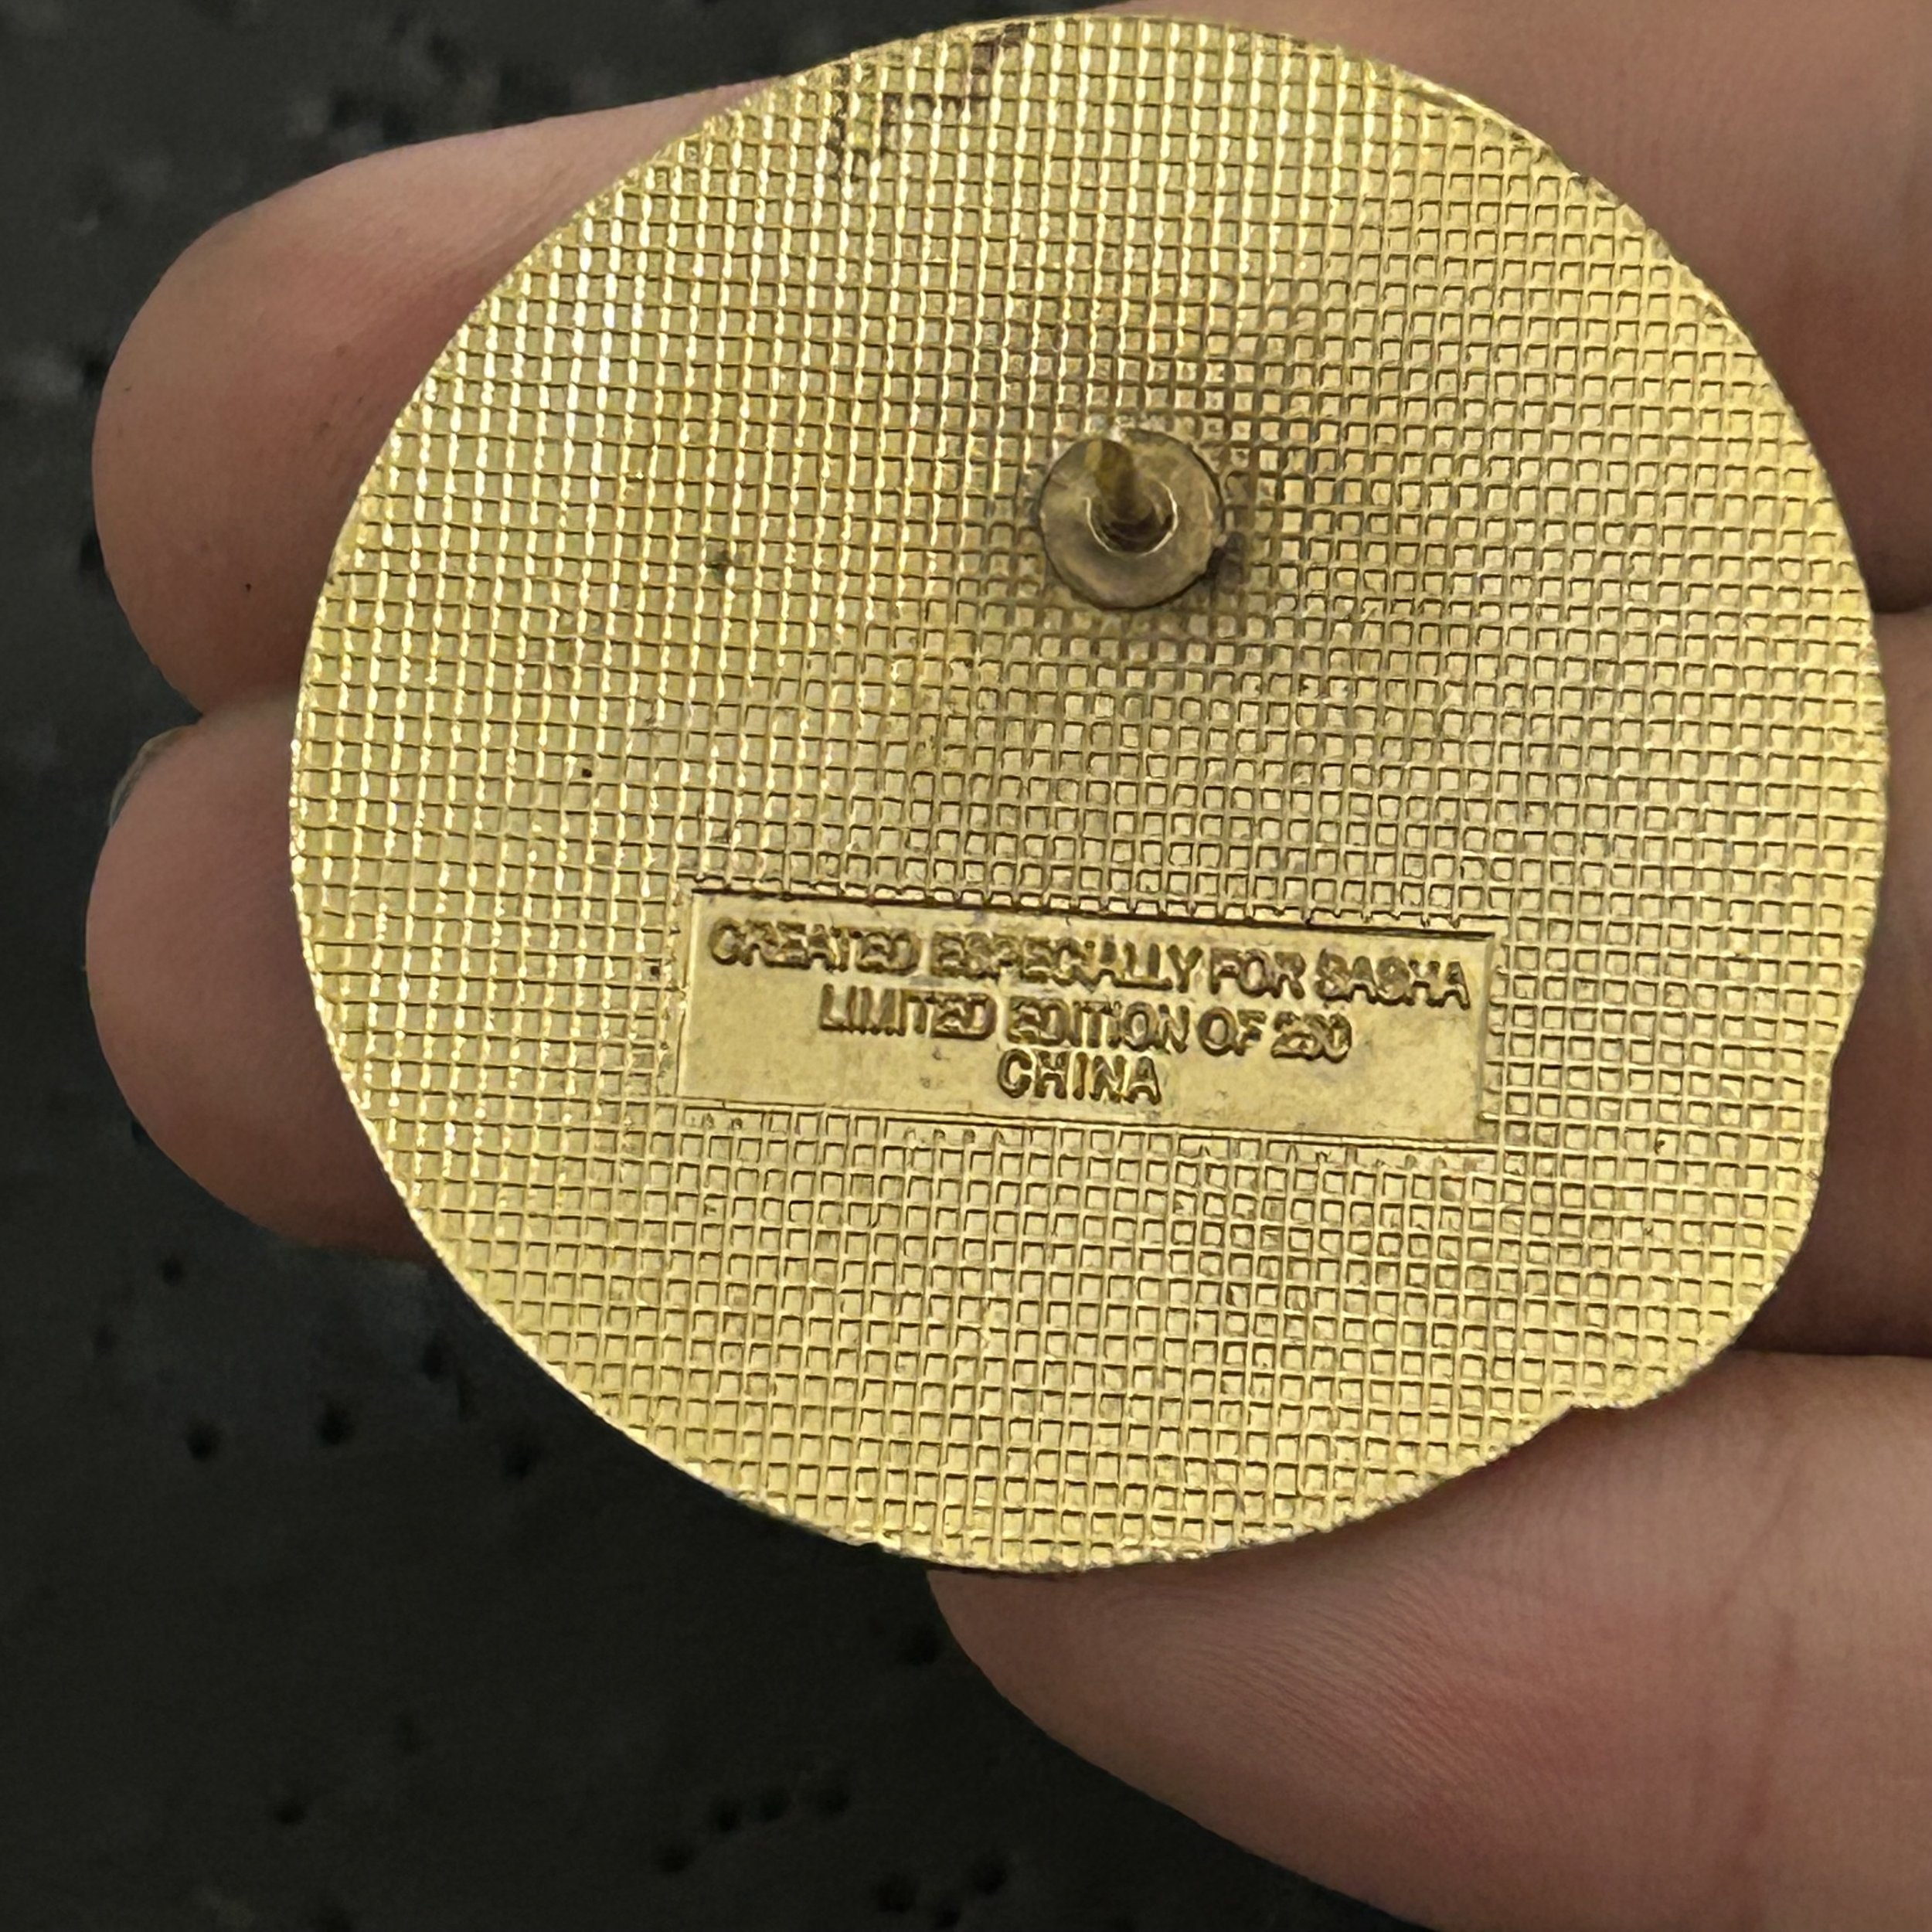 CREATED ESPECIALLY FOR SASHA
LIMITED EDITION OF 250
CHINA